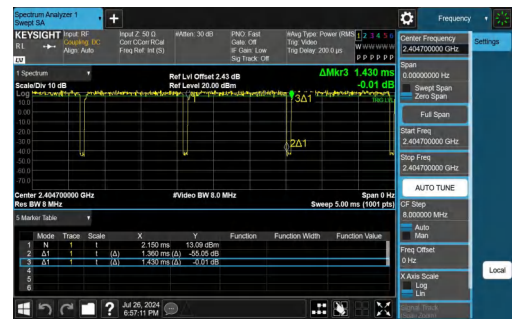 Spectrum Analyzer 1
Swept SA
+
Frequency
KEYSIGHT
Input: RF
Coupling: DC
Align: Auto
Input Z: 50 Ω
Corr CCorr RCal
Freq Ref: Int (S)
#Atten: 30 dB
PNO: Fast
Gate: Off
IF Gain: Low
Sig Track: Off
#Avg Type: Power (RMS)
Trig: Video
Trig Delay: 200.0 µs
1 2 3 4 5 6
W W W W W W
P P P P P P
RL
LW
1 Spectrum
Scale/Div 10 dB
Log
Ref Lvl Offset 2.43 dB
Ref Level 20.00 dBm
ΔMkr3 1.430 ms
-0.01 dB
10.0
0.00
-10.0
-20.0
-30.0
-40.0
-50.0
-60.0
-70.0
1
3Δ1
2Δ1
Center 2.404700000 GHz
Res BW 8 MHz
#Video BW 8.0 MHz
Span 0 Hz
Sweep 5.00 ms (1001 pts)
5 Marker Table
Mode Trace Scale X Y Function Function Width Function Value
1 N 1 t 2.150 ms 13.09 dBm
2 Δ1 1 t (Δ) 1.360 ms (Δ) -55.05 dB
3 Δ1 1 t (Δ) 1.430 ms (Δ) -0.01 dB
4
5
6
Jul 26, 2024
6:57:11 PM
Center Frequency
2.404700000 GHz
Settings
Span
0.00000000 Hz
Swept Span
Zero Span
Full Span
Start Freq
2.404700000 GHz
Stop Freq
2.404700000 GHz
AUTO TUNE
CF Step
8.000000 MHz
Auto
Man
Freq Offset
0 Hz
X Axis Scale
Log
Lin
Signal Track
Local